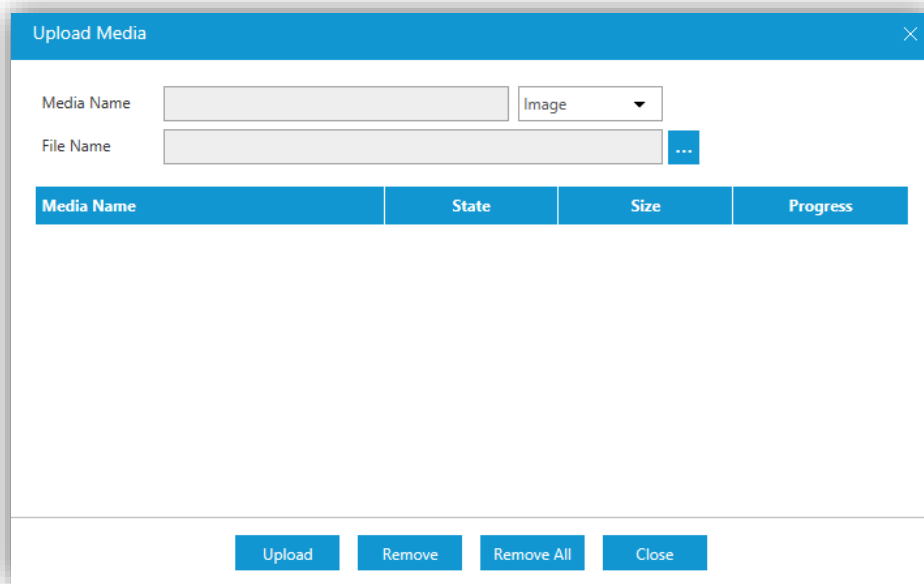 Upload Media
Media Name Image
File Name ...
Media Name State Size Progress
Upload Remove Remove All Close